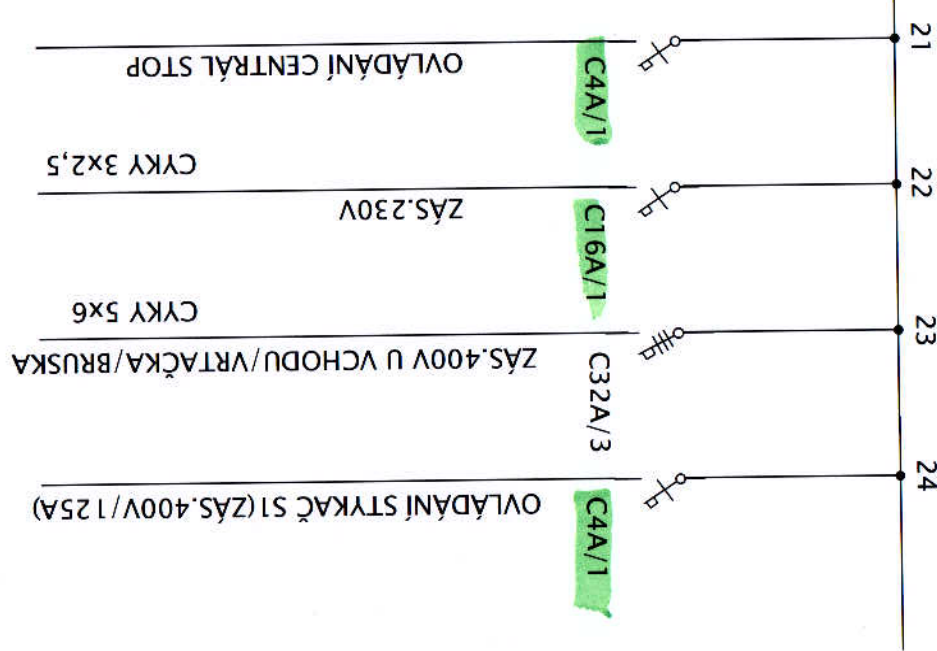 21
C4A/1
OVLÁDÁNÍ CENTRÁL STOP
22
C16A/1
CYKY 3x2,5
ZÁS.230V
23
C32A/3
CYKY 5x6
ZÁS.400V U VCHODU/VRTAČKA/BRUSKA
24
C4A/1
OVLÁDÁNÍ STYKAČ S1(ZÁS.400V/125A)